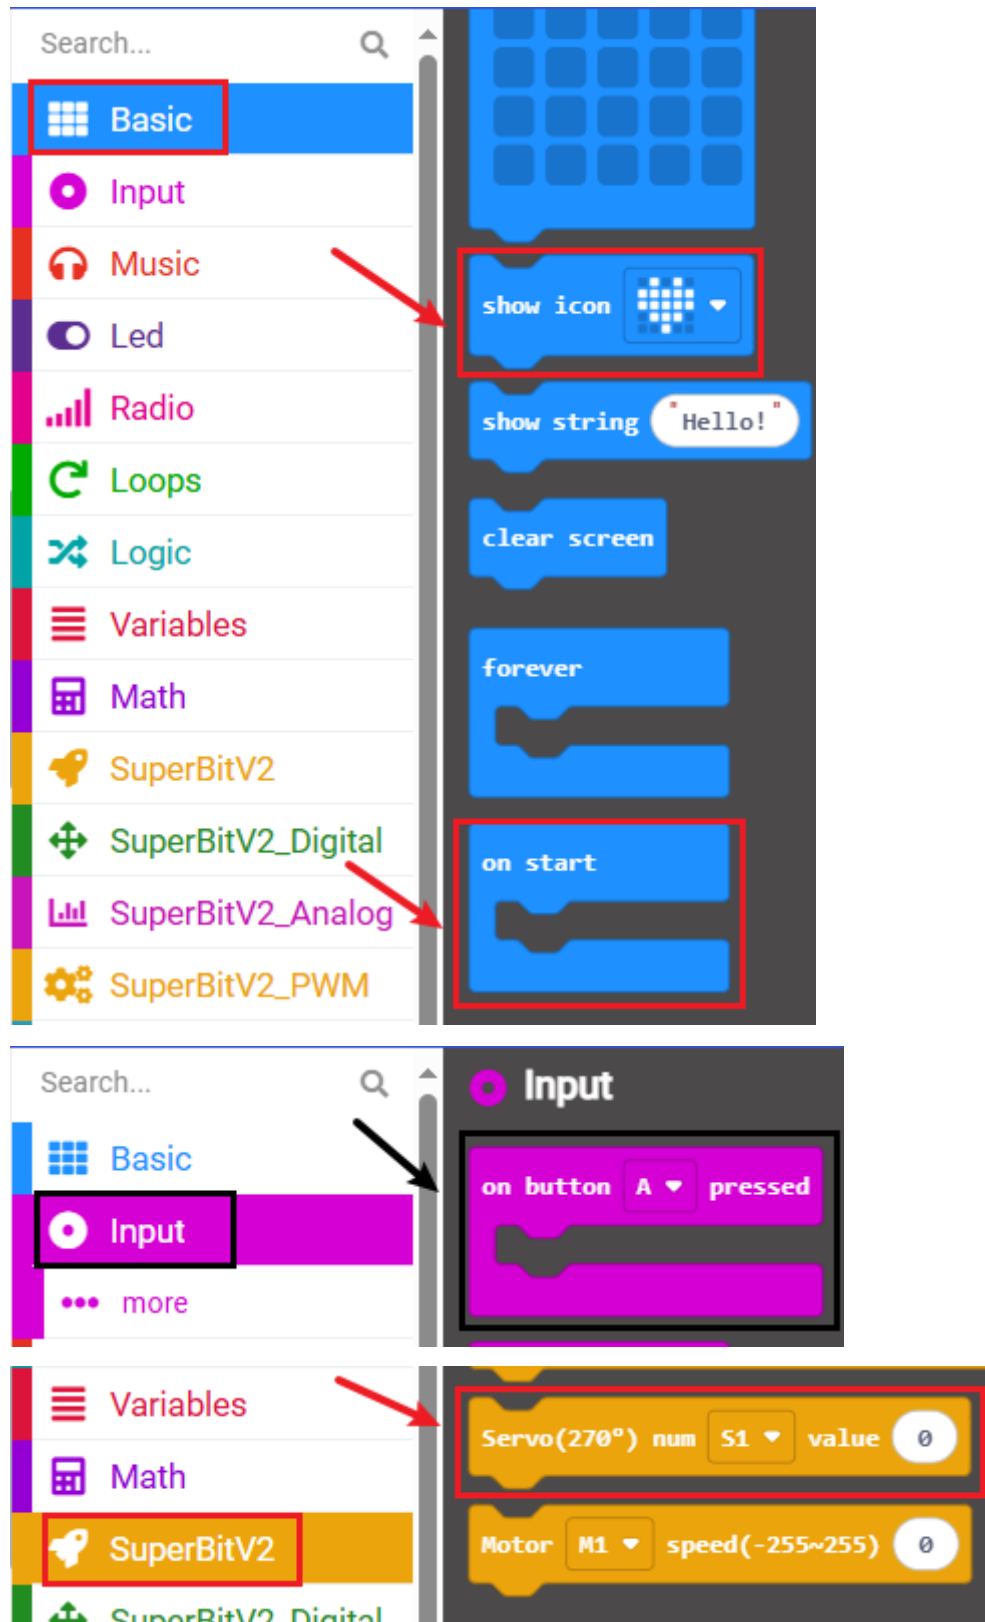 Search...
Basic
Input
Music
Led
Radio
Loops
Logic
Variables
Math
SuperBitV2
SuperBitV2_Digital
SuperBitV2_Analog
SuperBitV2_PWM
show icon
show string "Hello!"
clear screen
forever
on start
Search...
Basic
Input
more
Input
on button A pressed
Variables
Math
SuperBitV2
SuperBitV2_Digital
Servo(270°) num S1 value 0
Motor M1 speed(-255~255) 0